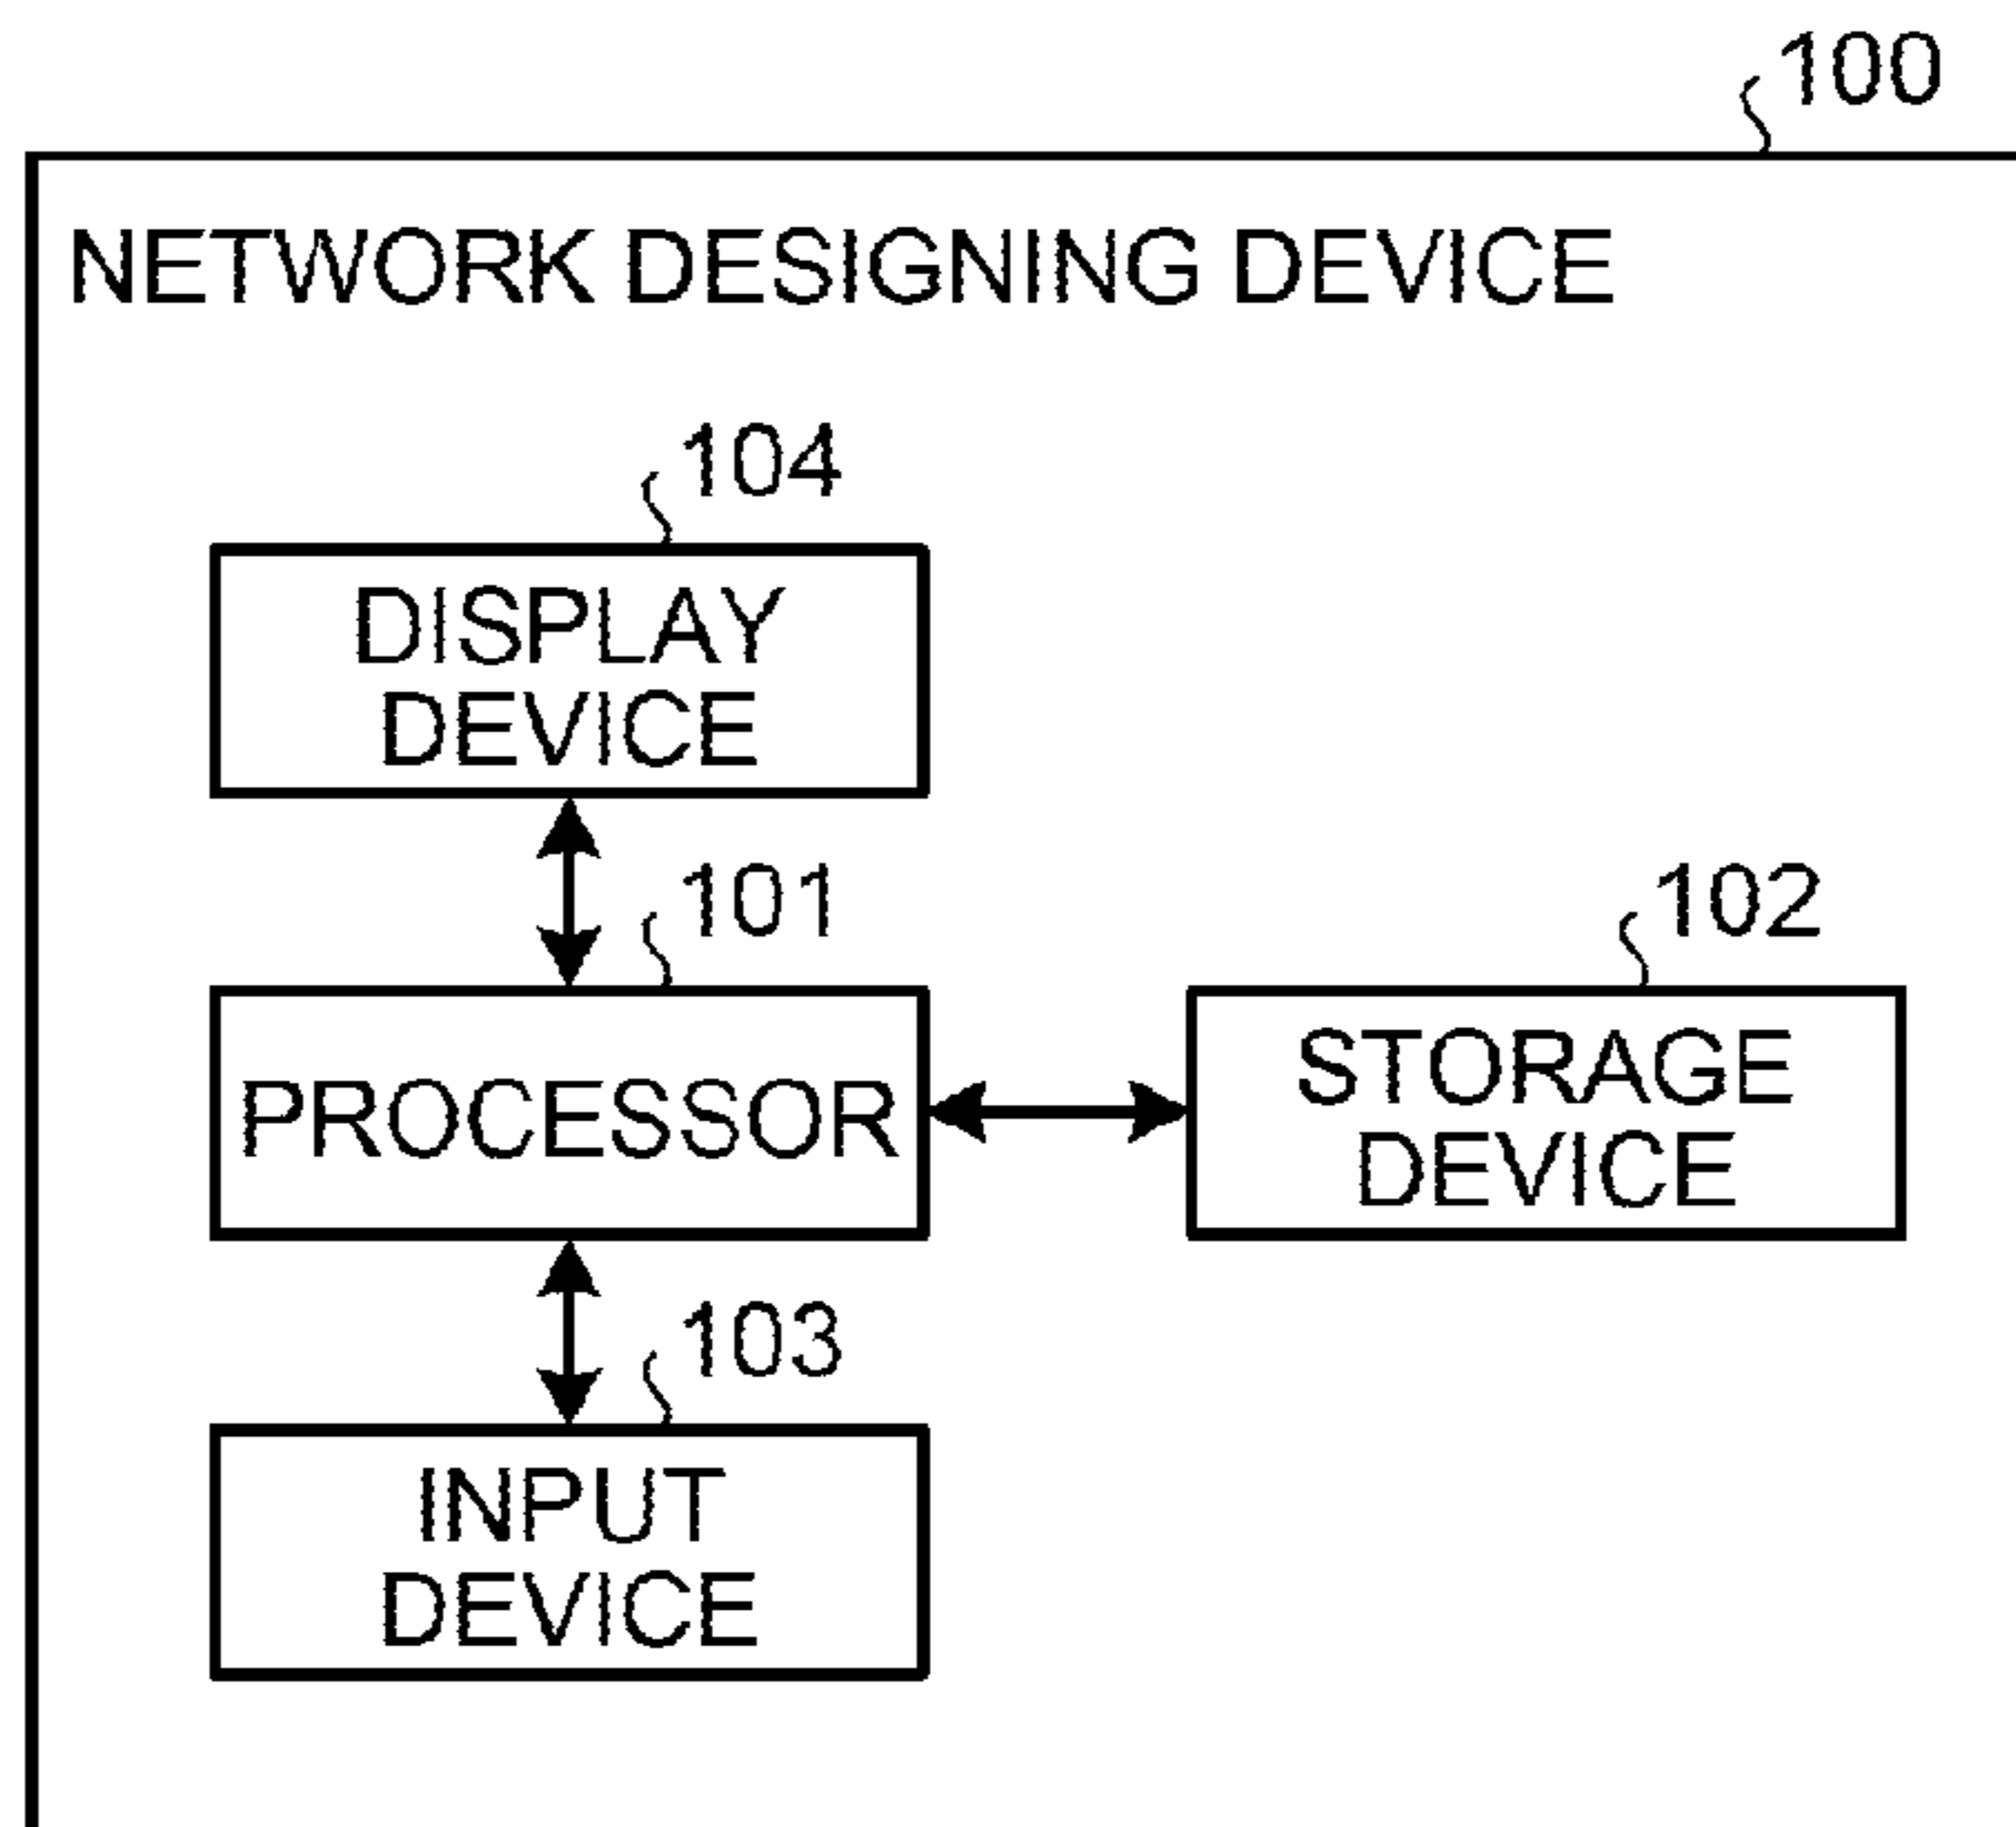 100
NETWORK DESIGNING DEVICE
104
DISPLAY
DEVICE
101
PROCESSOR
102
STORAGE
DEVICE
103
INPUT
DEVICE